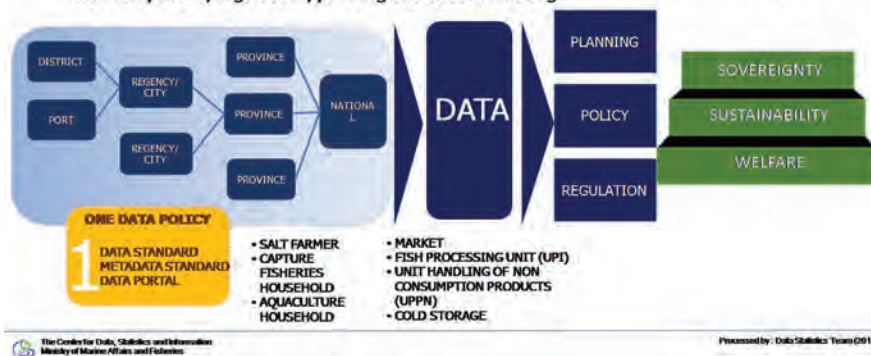 DISTRICT
PORT
REGENCY/
CITY
REGENCY/
CITY
PROVINCE
PROVINCE
PROVINCE
NATIONA
L
DATA
PLANNING
POLICY
REGULATION
SOVEREIGNTY
SUSTAINABILITY
WELFARE
ONE DATA POLICY
1
DATA STANDARD
METADATA STANDARD
DATA PORTAL
• SALT FARMER
• CAPTURE
FISHERIES
HOUSEHOLD
• AQUACULTURE
HOUSEHOLD
• MARKET
• FISH PROCESSING UNIT (UPI)
• UNIT HANDLING OF NON
CONSUMPTION PRODUCTS
(UPPN)
• COLD STORAGE
The Center for Data, Statistics and Information
Ministry of Marine Affairs and Fisheries
Processed by : Data Statistics Team (201